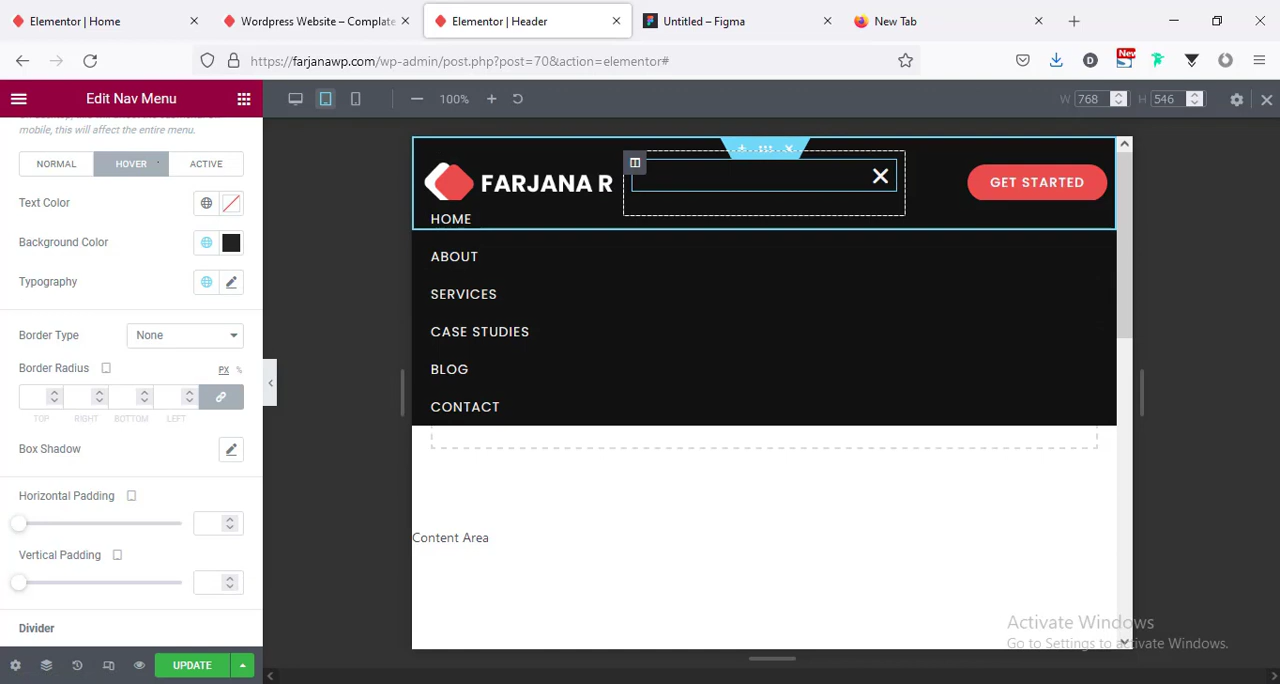 Elementor | Home
Wordpress Website – Complate
Elementor | Header
Untitled – Figma
New Tab
https://farjanawp.com/wp-admin/post.php?post=70&action=elementor#
New
Edit Nav Menu
100%
W 768
H 546
mobile, this will affect the entire menu.
NORMAL
HOVER
ACTIVE
Text Color
Background Color
Typography
Border Type
None
Border Radius
PX %
TOP RIGHT BOTTOM LEFT
Box Shadow
Horizontal Padding
Vertical Padding
Divider
UPDATE
FARJANA R
GET STARTED
HOME
ABOUT
SERVICES
CASE STUDIES
BLOG
CONTACT
Content Area
Activate Windows
Go to Settings to activate Windows.